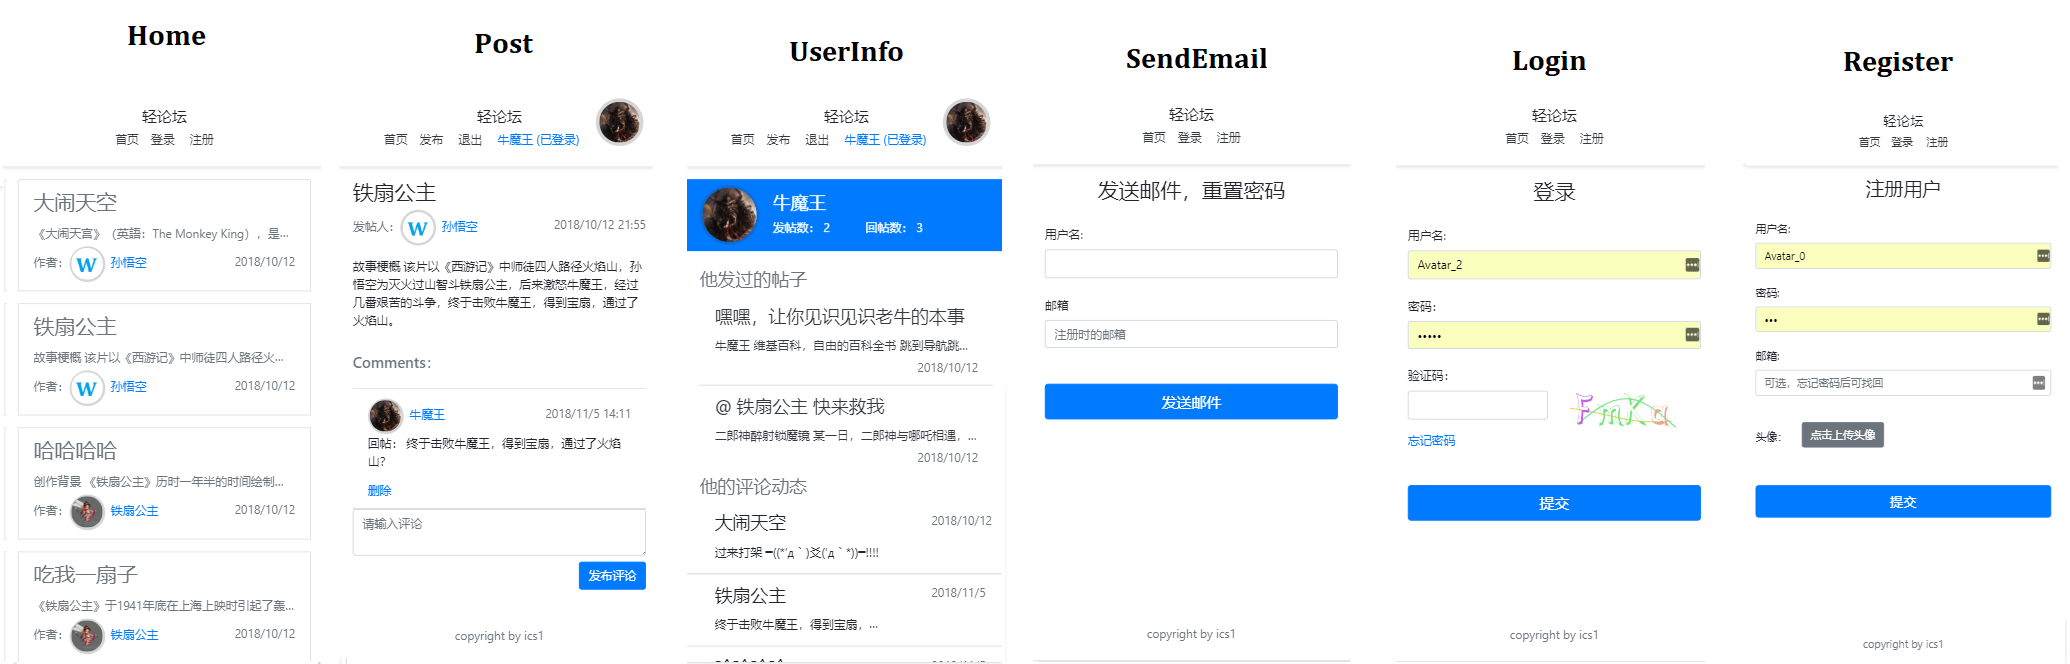 Home
轻论坛
首页 登录 注册
大闹天空
《大闹天宫》（英語：The Monkey King），是...
作者： W 孙悟空 2018/10/12
铁扇公主
故事梗概 该片以《西游记》中师徒四人路径火...
作者： W 孙悟空 2018/10/12
哈哈哈哈
创作背景 《铁扇公主》历时一年半的时间绘制...
作者： 铁扇公主 2018/10/12
吃我一扇子
《铁扇公主》于1941年底在上海上映时引起了轰...
作者： 铁扇公主 2018/10/12
Post
轻论坛
首页 发布 退出 牛魔王 (已登录)
铁扇公主
发帖人： W 孙悟空 2018/10/12 21:55
故事梗概 该片以《西游记》中师徒四人路径火焰山，孙
悟空为灭火过山智斗铁扇公主，后来激怒牛魔王，经过
几番艰苦的斗争，终于击败牛魔王，得到宝扇，通过了
火焰山。
Comments：
牛魔王 2018/11/5 14:11
回帖： 终于击败牛魔王，得到宝扇，通过了火焰
山？
删除
请输入评论
发布评论
copyright by ics1
UserInfo
轻论坛
首页 发布 退出 牛魔王 (已登录)
牛魔王
发帖数： 2 回帖数： 3
他发过的帖子
嘿嘿，让你见识见识老牛的本事
牛魔王 维基百科，自由的百科全书 跳到导航跳...
2018/10/12
@ 铁扇公主 快来救我
二郎神醉射锁魔镜 某一日，二郎神与哪吒相遇，...
2018/10/12
他的评论动态
大闹天空 2018/10/12
过来打架 ━((*′д｀)爻(′д｀*))━!!!!
铁扇公主 2018/11/5
终于击败牛魔王，得到宝扇，...
SendEmail
轻论坛
首页 登录 注册
发送邮件，重置密码
用户名:
邮箱
注册时的邮箱
发送邮件
copyright by ics1
Login
轻论坛
首页 登录 注册
登录
用户名:
Avatar_2
密码:
•••••
验证码:
忘记密码
提交
copyright by ics1
Register
轻论坛
首页 登录 注册
注册用户
用户名:
Avatar_0
密码:
•••
邮箱:
可选，忘记密码后可找回
头像: 点击上传头像
提交
copyright by ics1